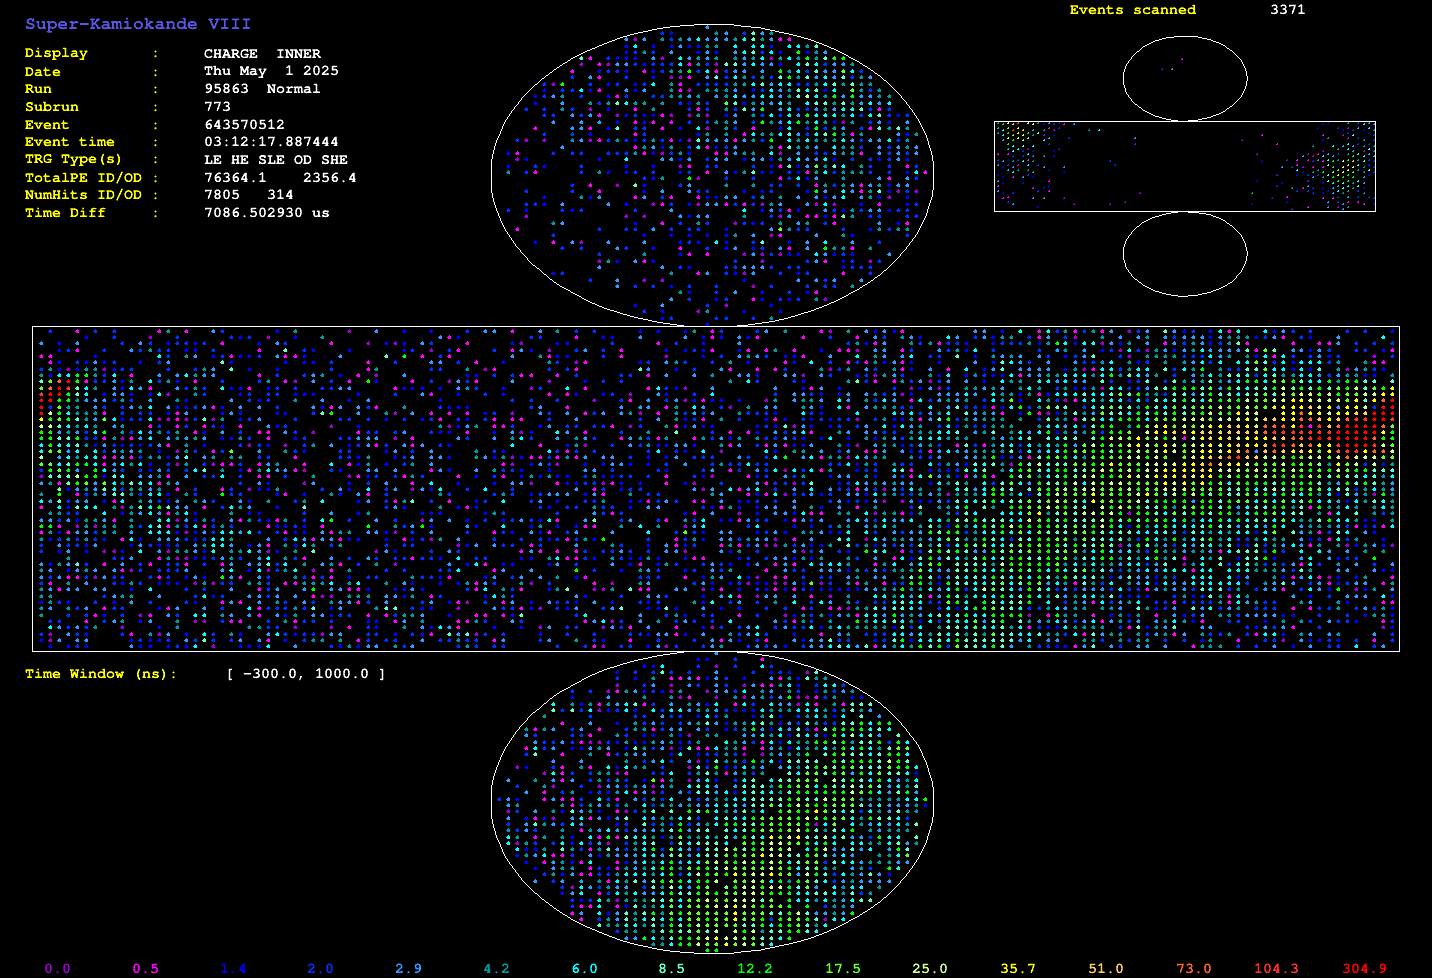 Super-Kamiokande VIII
Events scanned 3371
Display : CHARGE INNER
Date : Thu May 1 2025
Run : 95863 Normal
Subrun : 773
Event : 643570512
Event time : 03:12:17.887444
TRG Type(s) : LE HE SLE OD SHE
TotalPE ID/OD : 76364.1 2356.4
NumHits ID/OD : 7805 314
Time Diff : 7086.502930 us
Time Window (ns): [ -300.0, 1000.0 ]
0.0 0.5 1.4 2.0 2.9 4.2 6.0 8.5 12.2 17.5 25.0 35.7 51.0 73.0 104.3 304.9